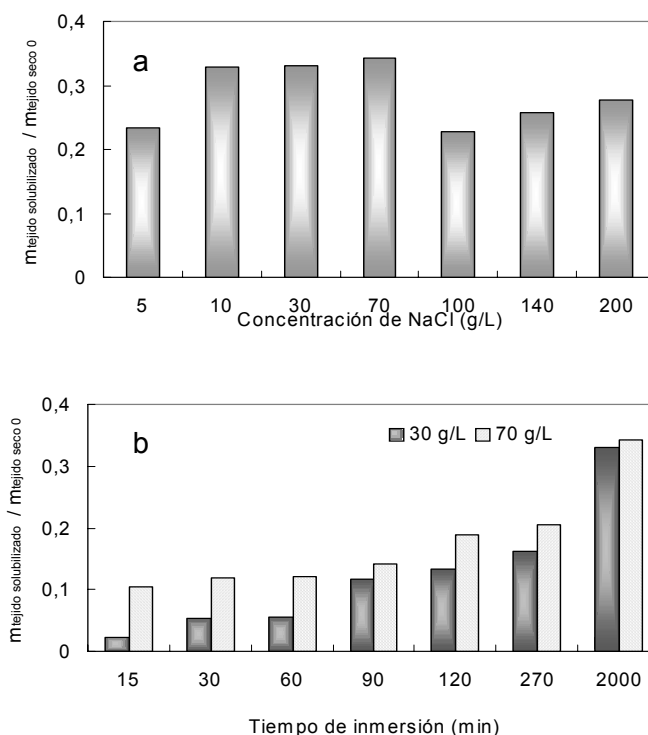 0,4
a
0,3
0,2
0,1
0
m tejido solubilizado / m tejido seco 0
5 10 30 70 100 140 200
Concentración de NaCl (g/L)
0,4
b
30 g/L 70 g/L
0,3
0,2
0,1
0
m tejido solubilizado / m tejido seco 0
15 30 60 90 120 270 2000
Tiempo de inmersión (min)